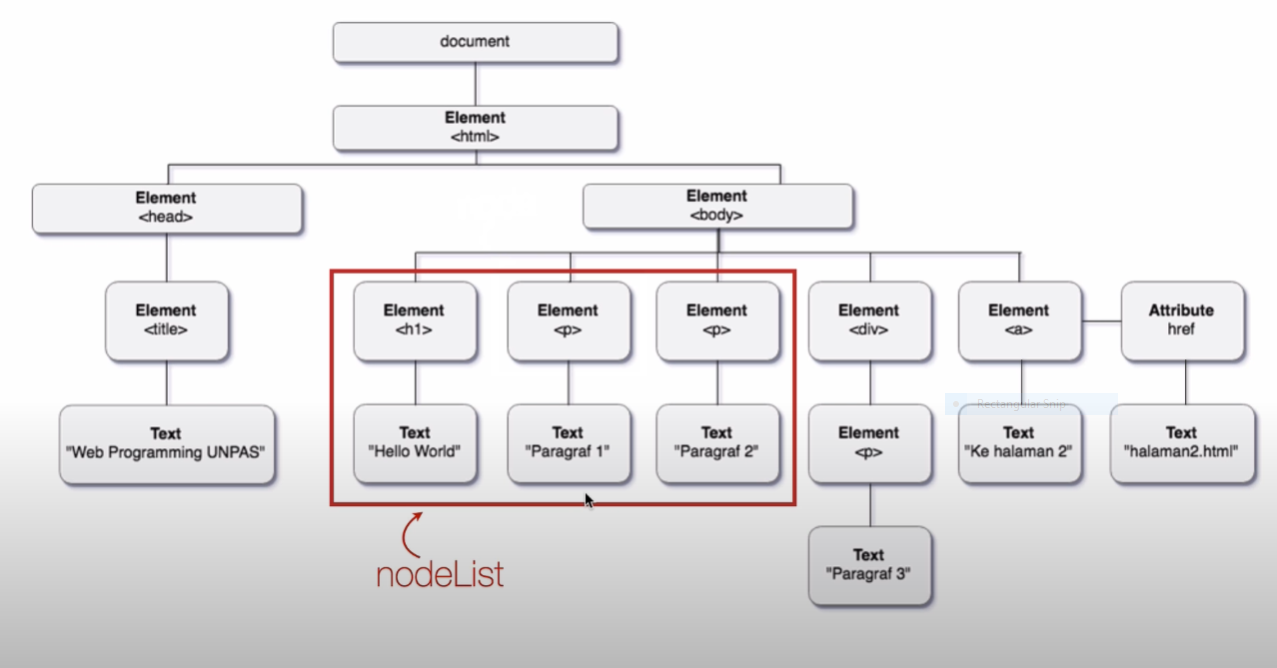 document
Element
<html>
Element
<head>
Element
<body>
Element
<title>
Element
<h1>
Element
<p>
Element
<p>
Element
<div>
Element
<a>
Attribute
href
Text
"Web Programming UNPAS"
Text
"Hello World"
Text
"Paragraf 1"
Text
"Paragraf 2"
Element
<p>
Rectangular Snip
Text
"Ke halaman 2"
Text
"halaman2.html"
nodeList
Text
"Paragraf 3"